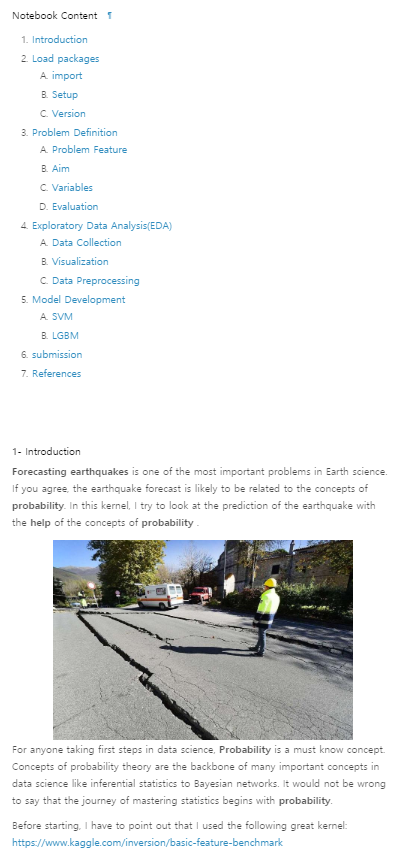 Notebook Content ¶
1. Introduction
2. Load packages
A. import
B. Setup
C. Version
3. Problem Definition
A. Problem Feature
B. Aim
C. Variables
D. Evaluation
4. Exploratory Data Analysis(EDA)
A. Data Collection
B. Visualization
C. Data Preprocessing
5. Model Development
A. SVM
B. LGBM
6. submission
7. References
1- Introduction
Forecasting earthquakes is one of the most important problems in Earth science.
If you agree, the earthquake forecast is likely to be related to the concepts of
probability. In this kernel, I try to look at the prediction of the earthquake with
the help of the concepts of probability .
For anyone taking first steps in data science, Probability is a must know concept.
Concepts of probability theory are the backbone of many important concepts in
data science like inferential statistics to Bayesian networks. It would not be wrong
to say that the journey of mastering statistics begins with probability.
Before starting, I have to point out that I used the following great kernel:
https://www.kaggle.com/inversion/basic-feature-benchmark